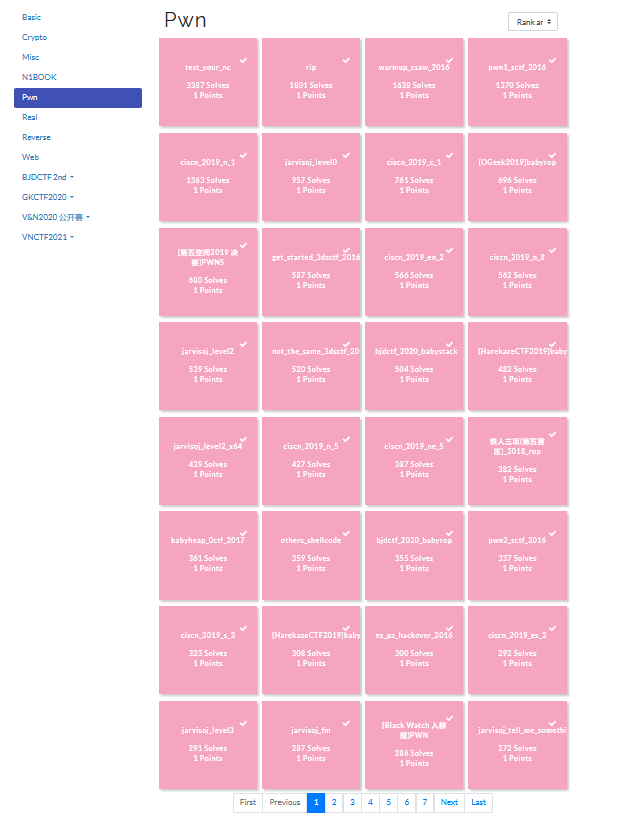 Pwn
Rank ar
Basic
Crypto
Misc
N1BOOK
Pwn
Real
Reverse
Web
BJDCTF 2nd
GKCTF2020
V&N2020 公开赛
VNCTF2021
test_your_nc
3387 Solves
1 Points
rip
1801 Solves
1 Points
warmup_csaw_2016
1638 Solves
1 Points
pwn1_sctf_2016
1370 Solves
1 Points
ciscn_2019_n_1
1363 Solves
1 Points
jarvisoj_level0
957 Solves
1 Points
ciscn_2019_c_1
761 Solves
1 Points
[OGeek2019]babyrop
696 Solves
1 Points
[第五空间2019 决
赛]PWN5
680 Solves
1 Points
get_started_3dsctf_2016
587 Solves
1 Points
ciscn_2019_en_2
566 Solves
1 Points
ciscn_2019_n_8
562 Solves
1 Points
jarvisoj_level2
539 Solves
1 Points
not_the_same_3dsctf_20
520 Solves
1 Points
bjdctf_2020_babystack
504 Solves
1 Points
[HarekazeCTF2019]baby
482 Solves
1 Points
jarvisoj_level2_x64
439 Solves
1 Points
ciscn_2019_n_5
427 Solves
1 Points
ciscn_2019_ne_5
387 Solves
1 Points
铁人三项(第五赛
区)_2018_rop
382 Solves
1 Points
babyheap_0ctf_2017
361 Solves
1 Points
others_shellcode
359 Solves
1 Points
bjdctf_2020_babyrop
355 Solves
1 Points
pwn2_sctf_2016
337 Solves
1 Points
ciscn_2019_s_3
323 Solves
1 Points
[HarekazeCTF2019]baby
308 Solves
1 Points
ez_pz_hackover_2016
300 Solves
1 Points
ciscn_2019_es_2
292 Solves
1 Points
jarvisoj_level3
291 Solves
1 Points
jarvisoj_fm
287 Solves
1 Points
[Black Watch 入群
题]PWN
286 Solves
1 Points
jarvisoj_tell_me_somethi
272 Solves
1 Points
First Previous 1 2 3 4 5 6 7 Next Last